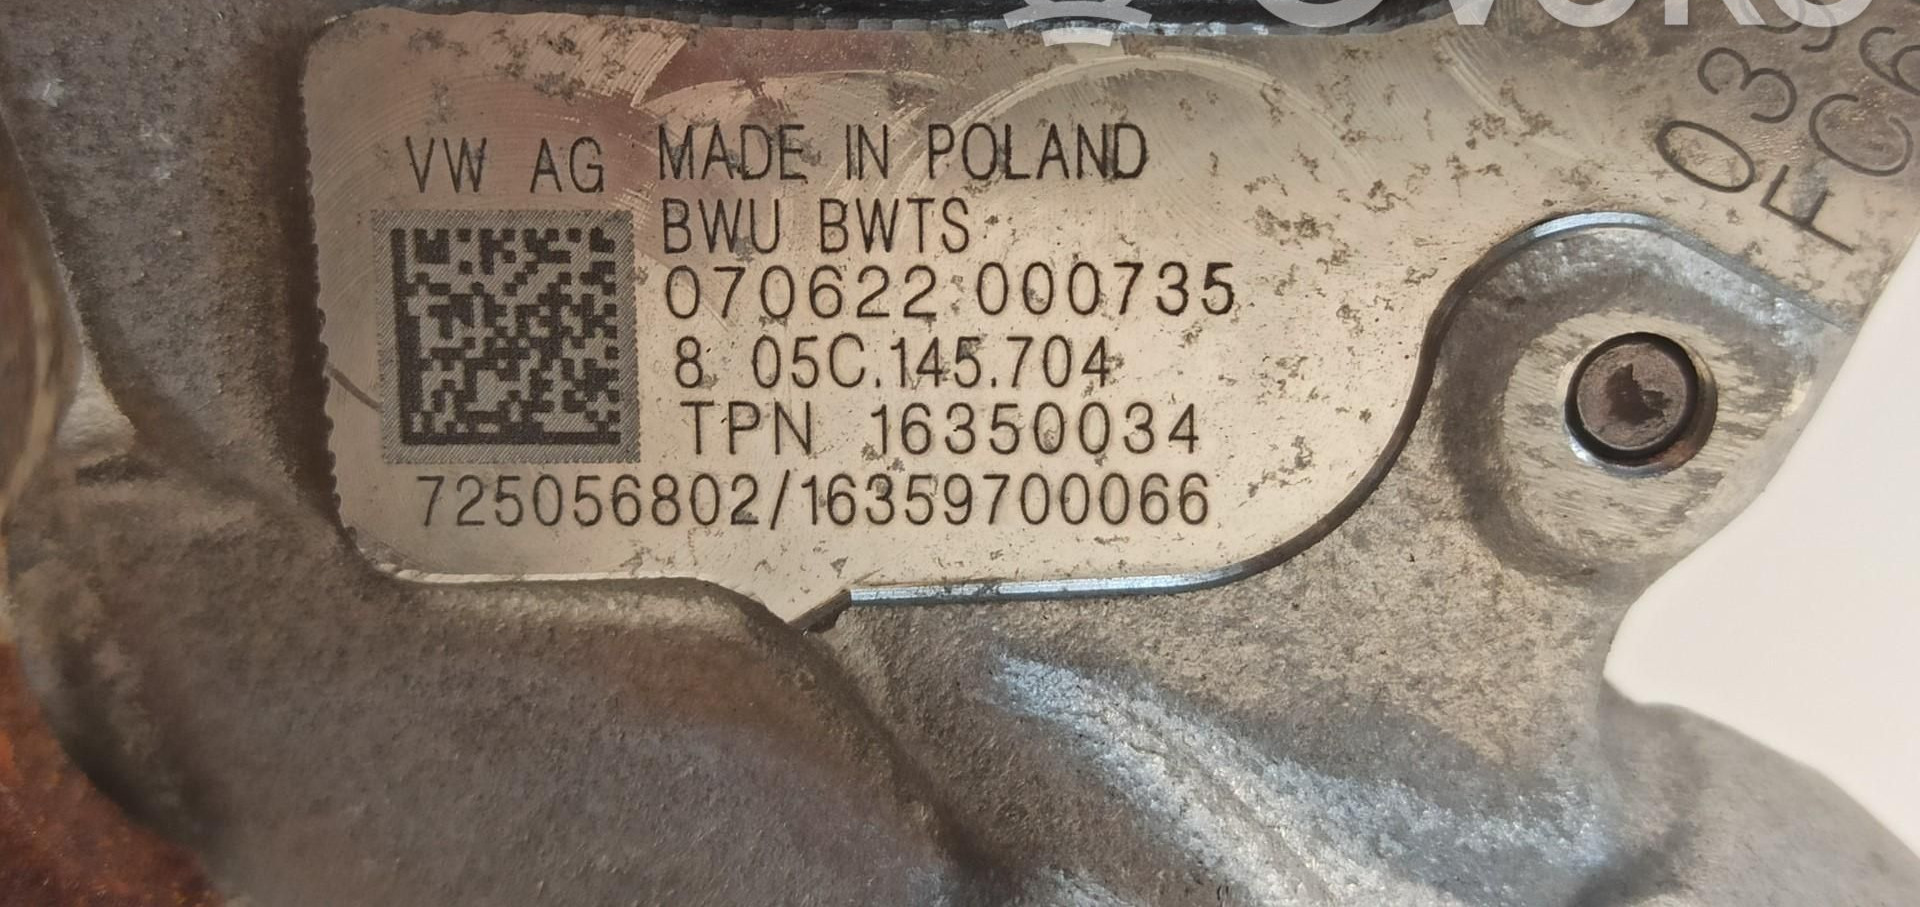 VW AG MADE IN POLAND
BWU BWTS
070622 000735
8 05C.145.704
TPN 16350034
725056802/16359700066